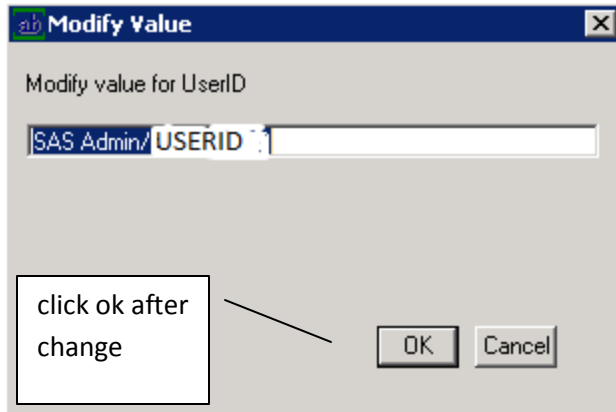 Modify Value
Modify value for UserID
SAS Admin/ USERID
click ok after
change
OK Cancel